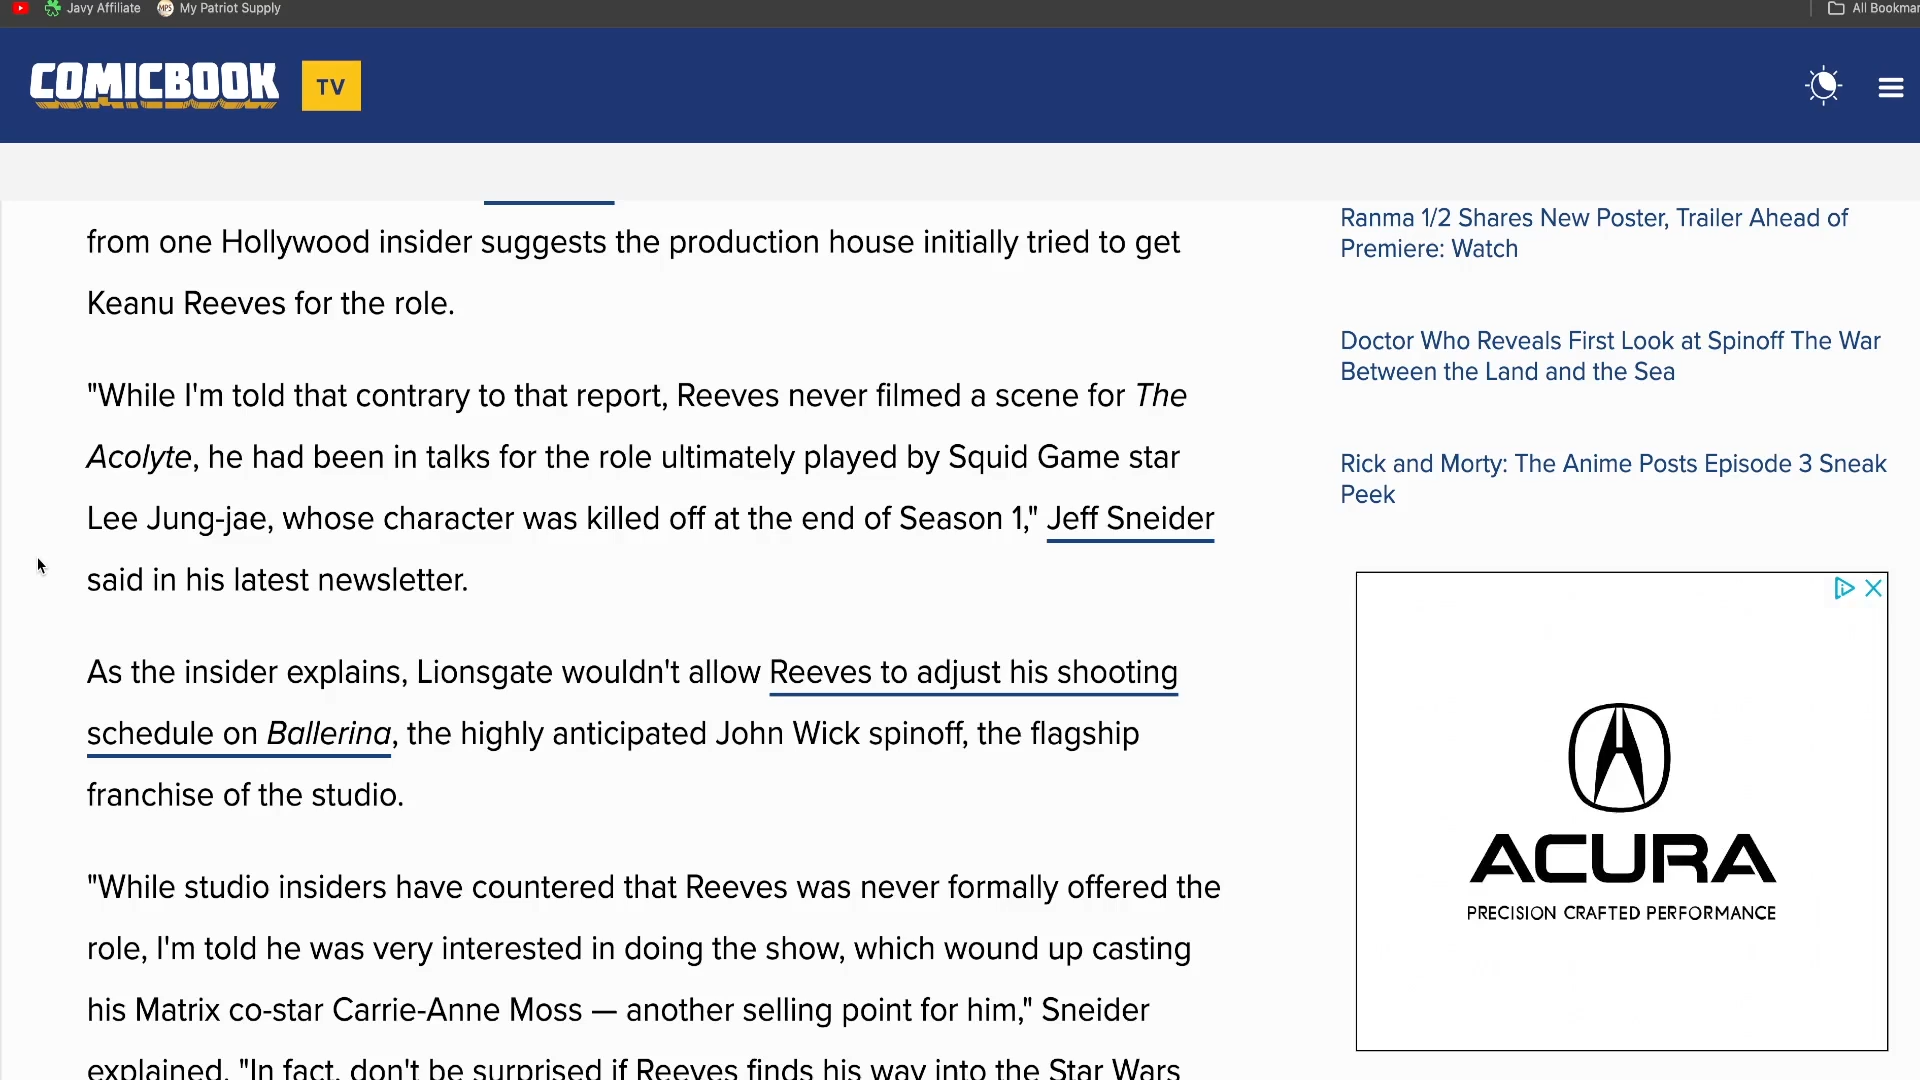 Javy Affiliate
My Patriot Supply
All Bookmar
COMICBOOK
TV
from one Hollywood insider suggests the production house initially tried to get
Keanu Reeves for the role.
"While I'm told that contrary to that report, Reeves never filmed a scene for The
Acolyte, he had been in talks for the role ultimately played by Squid Game star
Lee Jung-jae, whose character was killed off at the end of Season 1," Jeff Sneider
said in his latest newsletter.
As the insider explains, Lionsgate wouldn't allow Reeves to adjust his shooting
schedule on Ballerina, the highly anticipated John Wick spinoff, the flagship
franchise of the studio.
"While studio insiders have countered that Reeves was never formally offered the
role, I'm told he was very interested in doing the show, which wound up casting
his Matrix co-star Carrie-Anne Moss — another selling point for him," Sneider
explained. "In fact, don't be surprised if Reeves finds his way into the Star Wars
Ranma 1/2 Shares New Poster, Trailer Ahead of
Premiere: Watch
Doctor Who Reveals First Look at Spinoff The War
Between the Land and the Sea
Rick and Morty: The Anime Posts Episode 3 Sneak
Peek
ACURA
PRECISION CRAFTED PERFORMANCE